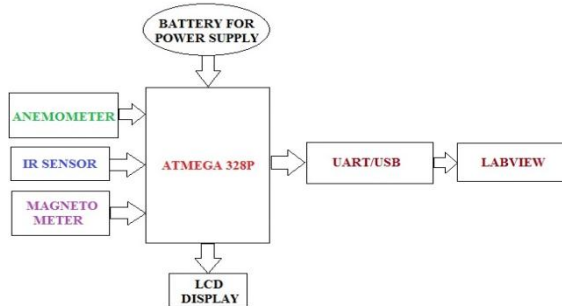 BATTERY FOR
POWER SUPPLY
ANEMOMETER
IR SENSOR
MAGNETO
METER
ATMEGA 328P
UART/USB
LABVIEW
LCD
DISPLAY